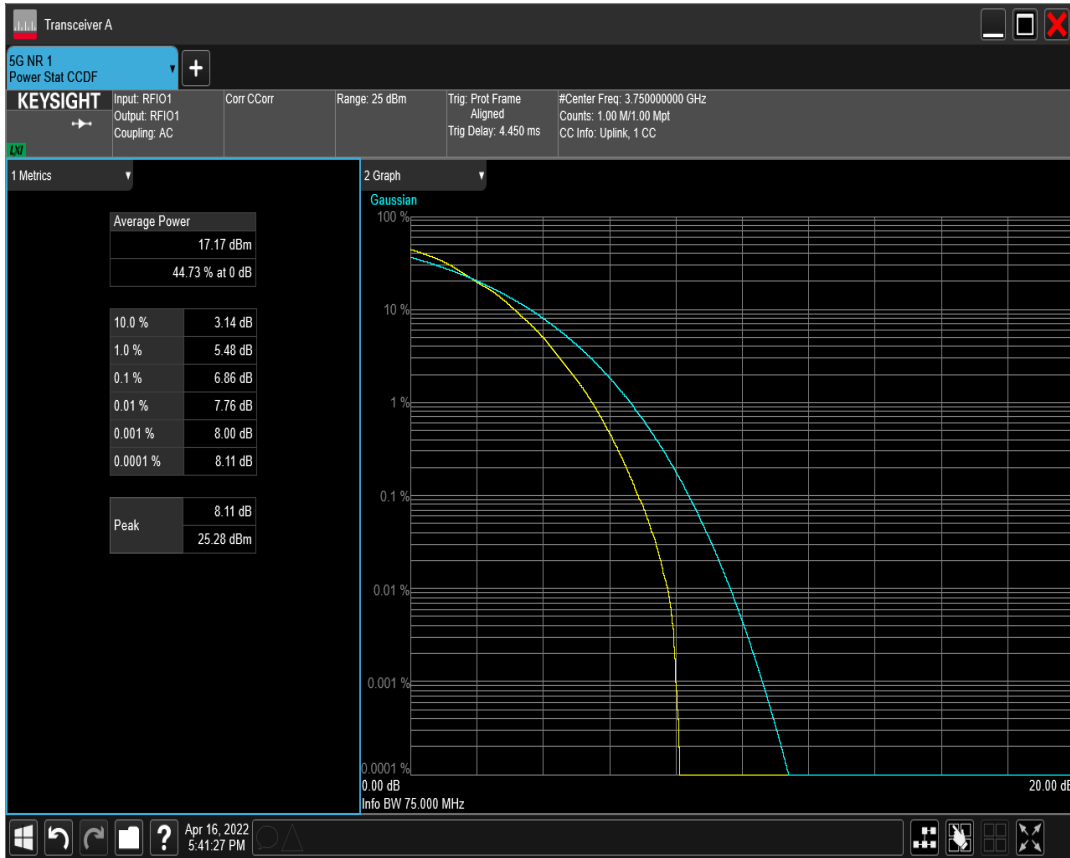 Transceiver A
5G NR 1
Power Stat CCDF
KEYSIGHT
LXI
Input: RFIO1
Output: RFIO1
Coupling: AC
Corr CCorr
Range: 25 dBm
Trig: Prot Frame
Aligned
Trig Delay: 4.450 ms
#Center Freq: 3.750000000 GHz
Counts: 1.00 M/1.00 Mpt
CC Info: Uplink, 1 CC
1 Metrics
Average Power
17.17 dBm
44.73 % at 0 dB
10.0 % 3.14 dB
1.0 % 5.48 dB
0.1 % 6.86 dB
0.01 % 7.76 dB
0.001 % 8.00 dB
0.0001 % 8.11 dB
Peak
8.11 dB
25.28 dBm
2 Graph
Gaussian
100 %
10 %
1 %
0.1 %
0.01 %
0.001 %
0.0001 %
0.00 dB 20.00 dB
Info BW 75.000 MHz
Apr 16, 2022
5:41:27 PM